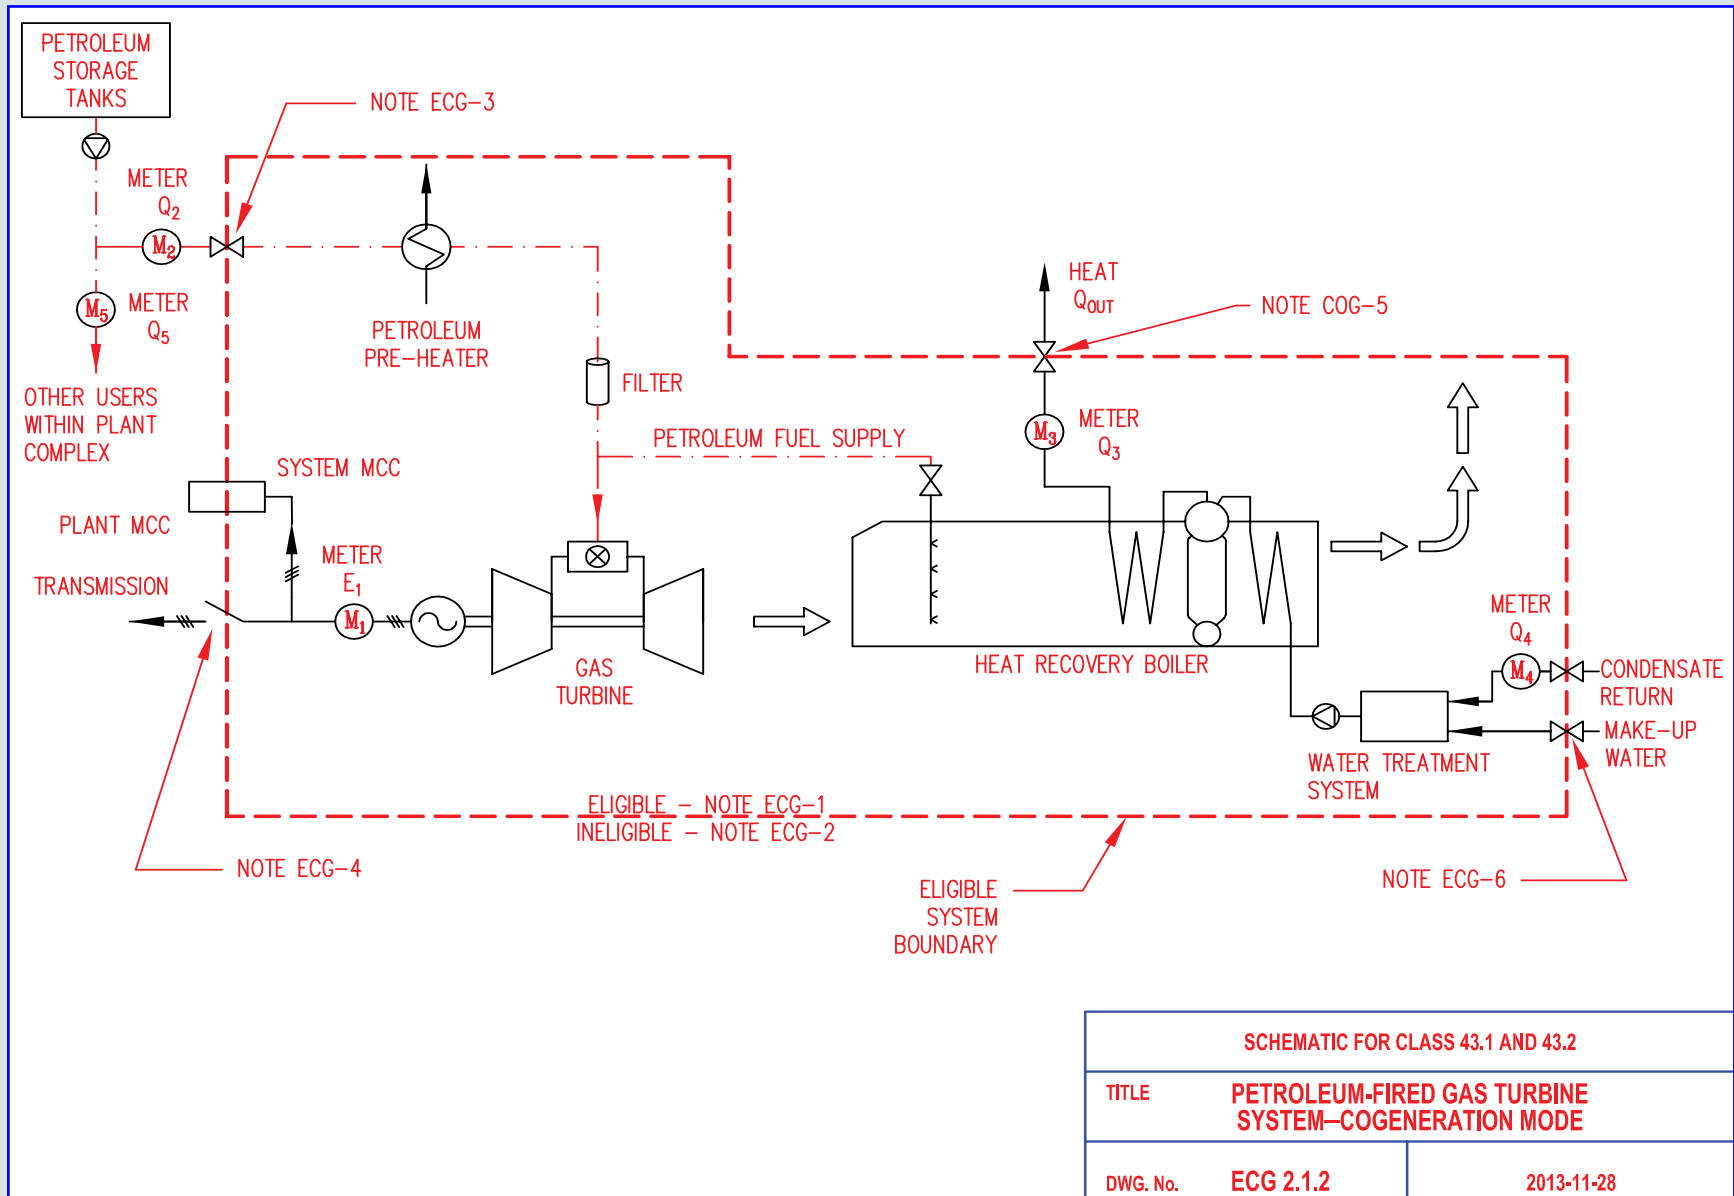 PETROLEUM
STORAGE
TANKS
NOTE ECG-3
METER
Q2
M2
M5
METER
Q5
OTHER USERS
WITHIN PLANT
COMPLEX
PETROLEUM
PRE-HEATER
FILTER
HEAT
QOUT
NOTE COG-5
METER
Q3
M3
PETROLEUM FUEL SUPPLY
SYSTEM MCC
PLANT MCC
METER
E1
M1
TRANSMISSION
GAS
TURBINE
HEAT RECOVERY BOILER
METER
Q4
M4
CONDENSATE
RETURN
MAKE-UP
WATER
WATER TREATMENT
SYSTEM
ELIGIBLE - NOTE ECG-1
INELIGIBLE - NOTE ECG-2
NOTE ECG-4
ELIGIBLE
SYSTEM
BOUNDARY
NOTE ECG-6
SCHEMATIC FOR CLASS 43.1 AND 43.2
TITLE PETROLEUM-FIRED GAS TURBINE
SYSTEM—COGENERATION MODE
DWG. No. ECG 2.1.2 2013-11-28